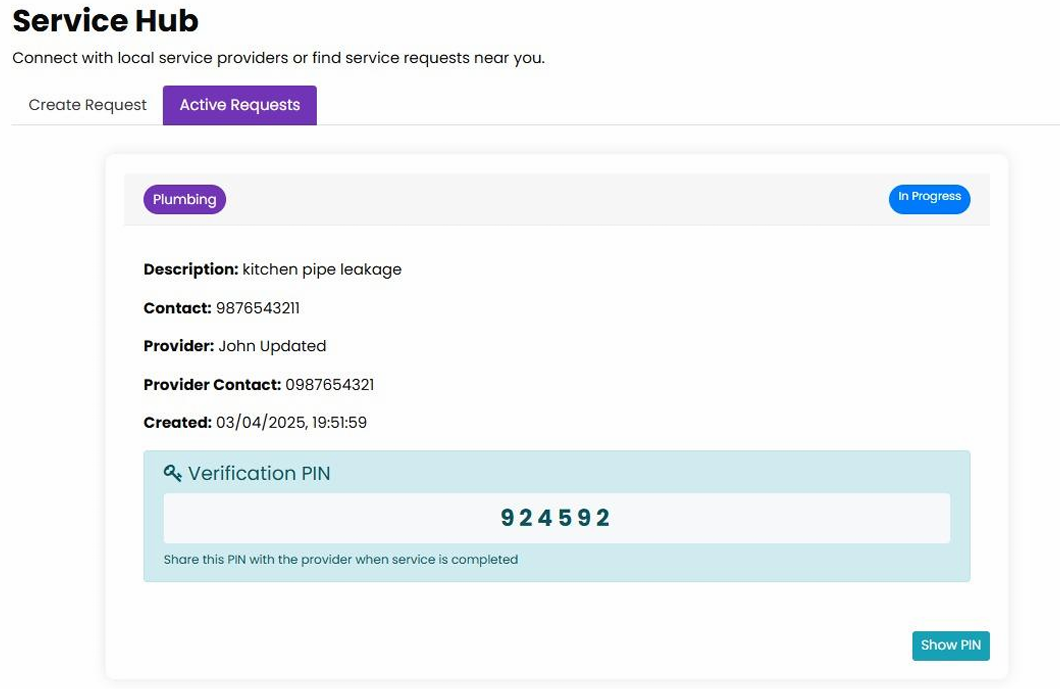 Service Hub
Connect with local service providers or find service requests near you.
Create Request Active Requests
Plumbing In Progress
Description: kitchen pipe leakage
Contact: 9876543211
Provider: John Updated
Provider Contact: 0987654321
Created: 03/04/2025, 19:51:59
Verification PIN
924592
Share this PIN with the provider when service is completed
Show PIN